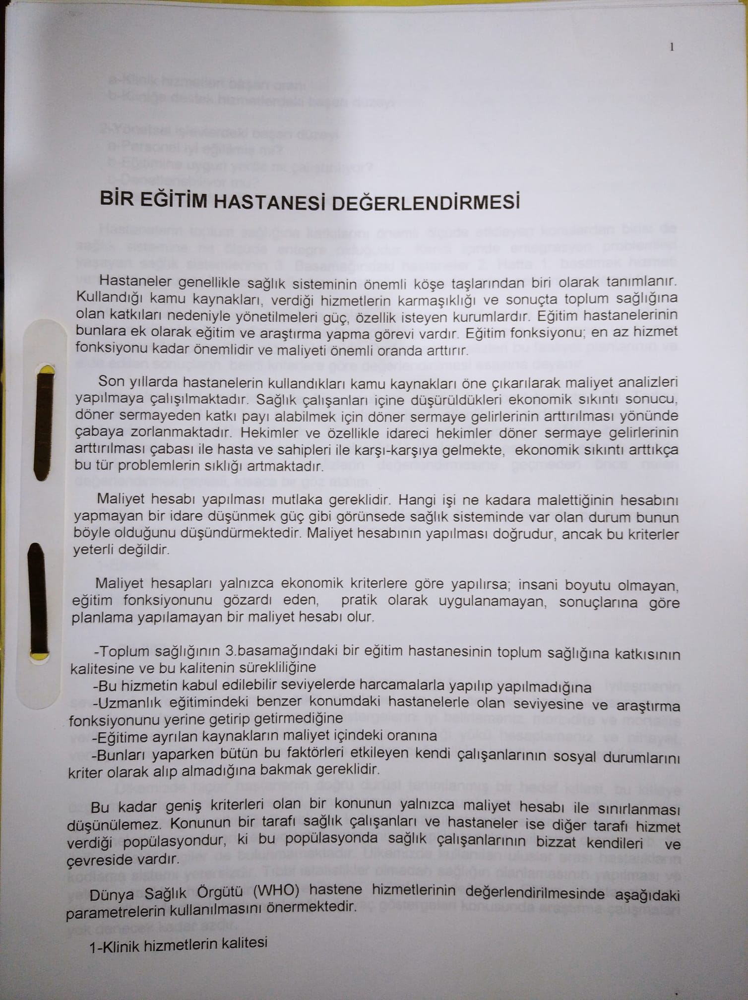 1
BİR EĞİTİM HASTANESİ DEĞERLENDİRMESİ
Hastaneler genellikle sağlık sisteminin önemli köşe taşlarından biri olarak tanımlanır.
Kullandığı kamu kaynakları, verdiği hizmetlerin karmaşıklığı ve sonuçta toplum sağlığına
olan katkıları nedeniyle yönetilmeleri güç, özellik isteyen kurumlardır. Eğitim hastanelerinin
bunlara ek olarak eğitim ve araştırma yapma görevi vardır. Eğitim fonksiyonu; en az hizmet
fonksiyonu kadar önemlidir ve maliyeti önemli oranda arttırır.
Son yıllarda hastanelerin kullandıkları kamu kaynakları öne çıkarılarak maliyet analizleri
yapılmaya çalışılmaktadır. Sağlık çalışanları içine düşürüldükleri ekonomik sıkıntı sonucu,
döner sermayeden katkı payı alabilmek için döner sermaye gelirlerinin arttırılması yönünde
çabaya zorlanmaktadır. Hekimler ve özellikle idareci hekimler döner sermaye gelirlerinin
arttırılması çabası ile hasta ve sahipleri ile karşı-karşıya gelmekte, ekonomik sıkıntı arttıkça
bu tür problemlerin sıklığı artmaktadır.
Maliyet hesabı yapılması mutlaka gereklidir. Hangi işi ne kadara malettiğinin hesabını
yapmayan bir idare düşünmek güç gibi görünsede sağlık sisteminde var olan durum bunun
böyle olduğunu düşündürmektedir. Maliyet hesabının yapılması doğrudur, ancak bu kriterler
yeterli değildir.
Maliyet hesapları yalnızca ekonomik kriterlere göre yapılırsa; insani boyutu olmayan,
eğitim fonksiyonunu gözardı eden, pratik olarak uygulanamayan, sonuçlarına göre
planlama yapılamayan bir maliyet hesabı olur.
-Toplum sağlığının 3.basamağındaki bir eğitim hastanesinin toplum sağlığına katkısının
kalitesine ve bu kalitenin sürekliliğine
-Bu hizmetin kabul edilebilir seviyelerde harcamalarla yapılıp yapılmadığına
-Uzmanlık eğitimindeki benzer konumdaki hastanelerle olan seviyesine ve araştırma
fonksiyonunu yerine getirip getirmediğine
-Eğitime ayrılan kaynakların maliyet içindeki oranına
-Bunları yaparken bütün bu faktörleri etkileyen kendi çalışanlarının sosyal durumlarını
kriter olarak alıp almadığına bakmak gereklidir.
Bu kadar geniş kriterleri olan bir konunun yalnızca maliyet hesabı ile sınırlanması
düşünülemez. Konunun bir tarafı sağlık çalışanları ve hastaneler ise diğer tarafı hizmet
verdiği popülasyondur, ki bu popülasyonda sağlık çalışanlarının bizzat kendileri ve
çevreside vardır.
Dünya Sağlık Örgütü (WHO) hastene hizmetlerinin değerlendirilmesinde aşağıdaki
parametrelerin kullanılmasını önermektedir.
1-Klinik hizmetlerin kalitesi